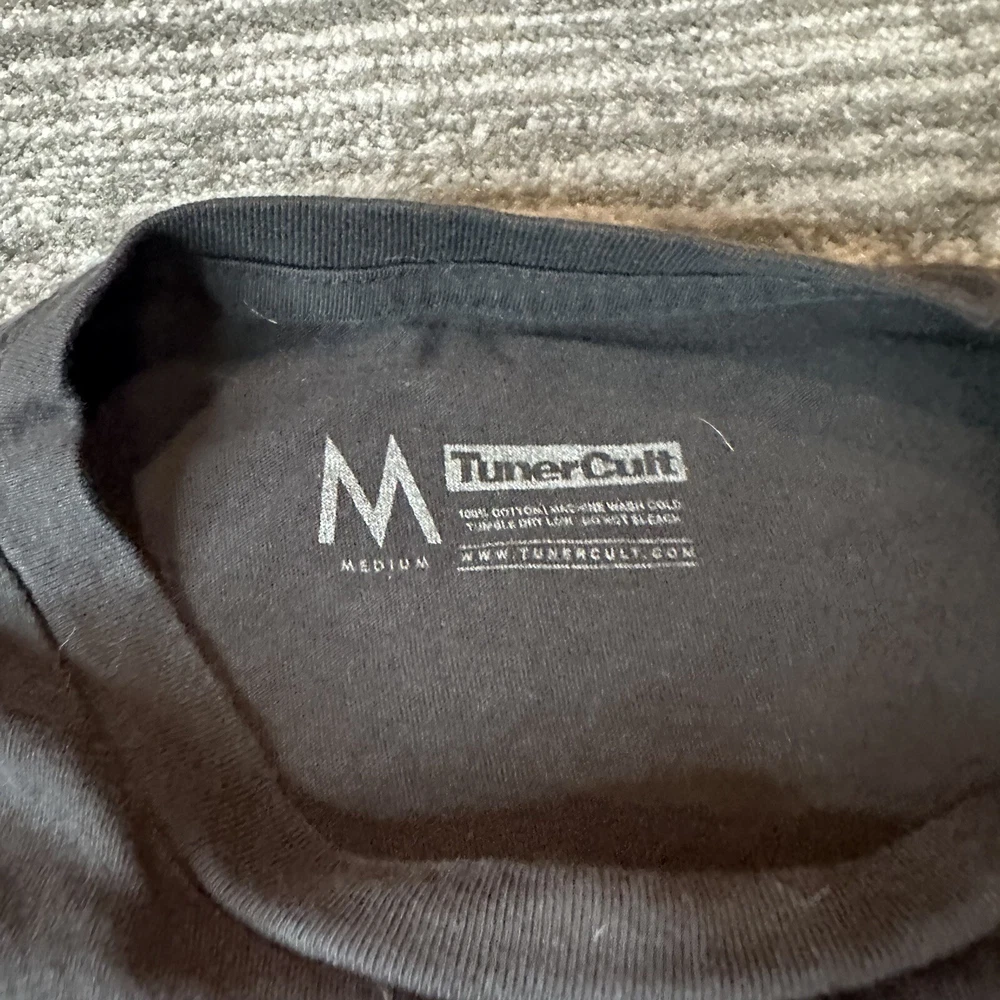 M
MEDIUM
TunerCult
100% COTTON | MACHINE WASH COLD
TUMBLE DRY LOW DO NOT BLEACH
WWW.TUNERCULT.COM